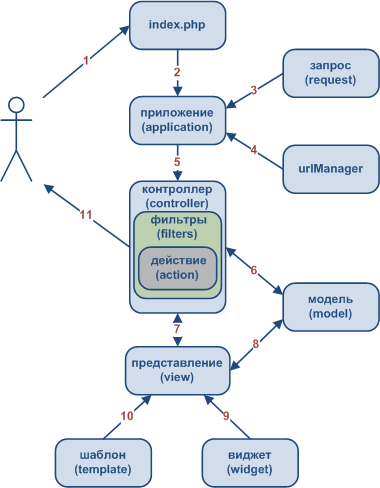 index.php
1
2
запрос
(request)
3
приложение
(application)
4
urlManager
5
контроллер
(controller)
фильтры
(filters)
11
действие
(action)
6
модель
(model)
7
8
представление
(view)
10
9
шаблон
(template)
виджет
(widget)